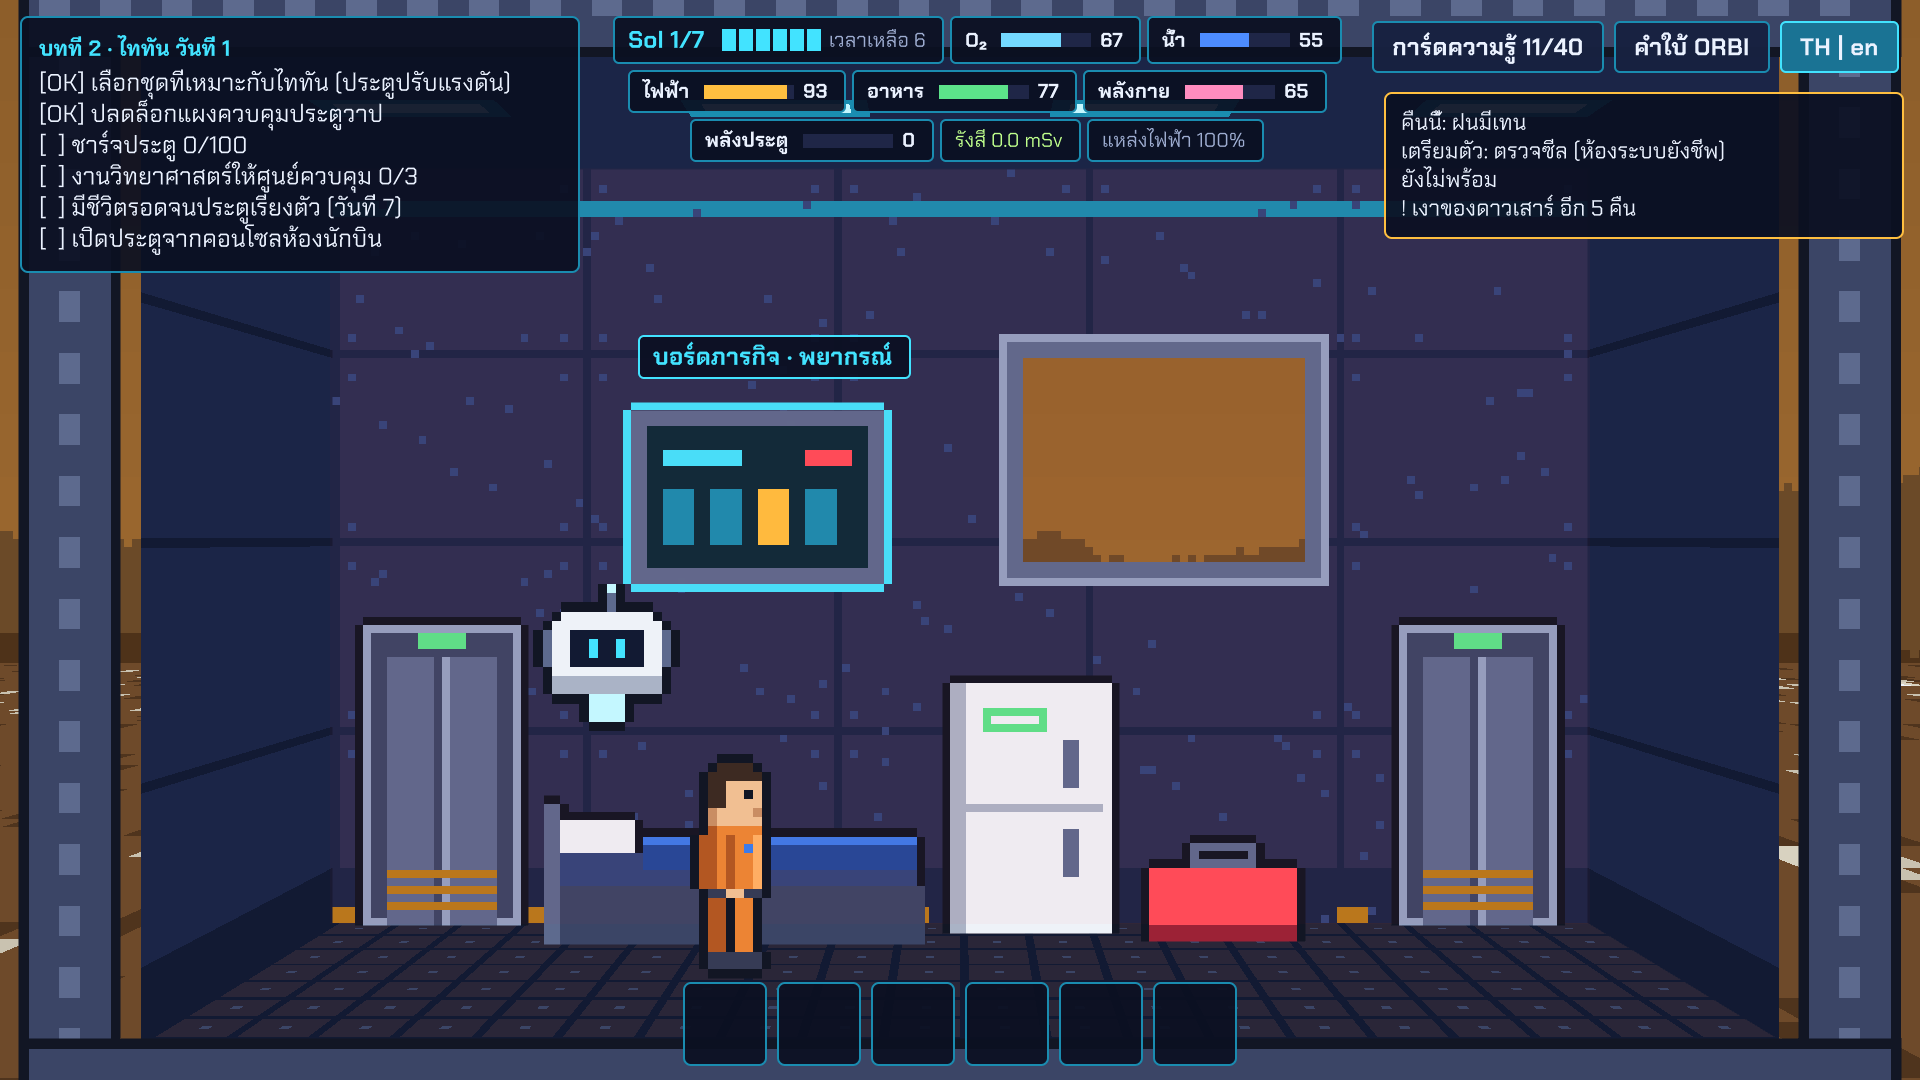 บทที่ 2 · ไททัน วันที่ 1
[OK] เลือกชุดที่เหมาะกับไททัน (ประตูปรับแรงดัน)
[OK] ปลดล็อกแผงควบคุมประตูวาป
[ ] ชาร์จประตู 0/100
[ ] งานวิทยาศาสตร์ให้ศูนย์ควบคุม 0/3
[ ] มีชีวิตรอดจนประตูเรียงตัว (วันที่ 7)
[ ] เปิดประตูจากคอนโซลห้องนักบิน
Sol 1/7 เวลาเหลือ 6
O₂ 67
น้ำ 55
ไฟฟ้า 93
อาหาร 77
พลังกาย 65
พลังประตู 0
รังสี 0.0 mSv
แหล่งไฟฟ้า 100%
การ์ดความรู้ 11/40
คำใบ้ ORBI
TH | en
คืนนี้: ฝนมีเทน
เตรียมตัว: ตรวจซีล (ห้องระบบยังชีพ)
ยังไม่พร้อม
! เงาของดาวเสาร์ อีก 5 คืน
บอร์ดภารกิจ · พยากรณ์